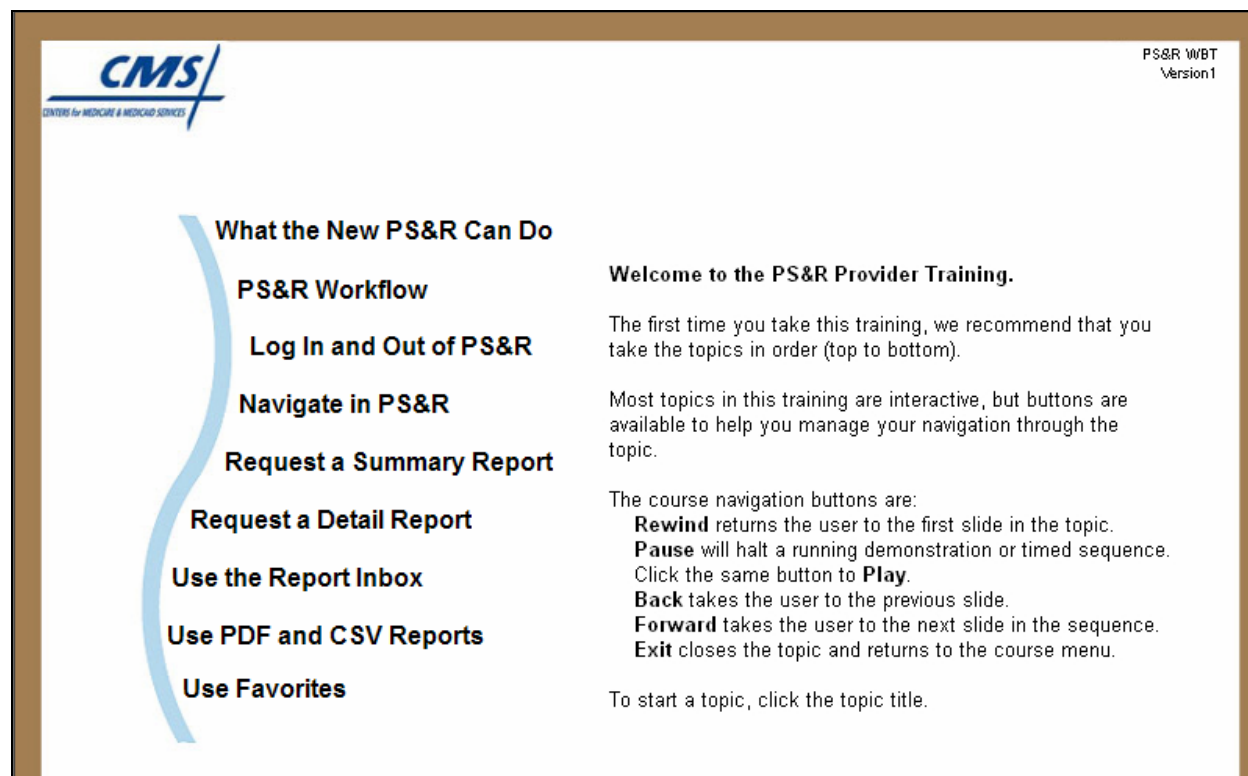 CMS
CENTERS for MEDICARE & MEDICAID SERVICES
PS&R WBT
Version1
What the New PS&R Can Do
PS&R Workflow
Log In and Out of PS&R
Navigate in PS&R
Request a Summary Report
Request a Detail Report
Use the Report Inbox
Use PDF and CSV Reports
Use Favorites
Welcome to the PS&R Provider Training.
The first time you take this training, we recommend that you
take the topics in order (top to bottom).
Most topics in this training are interactive, but buttons are
available to help you manage your navigation through the
topic.
The course navigation buttons are:
Rewind returns the user to the first slide in the topic.
Pause will halt a running demonstration or timed sequence.
Click the same button to Play.
Back takes the user to the previous slide.
Forward takes the user to the next slide in the sequence.
Exit closes the topic and returns to the course menu.
To start a topic, click the topic title.